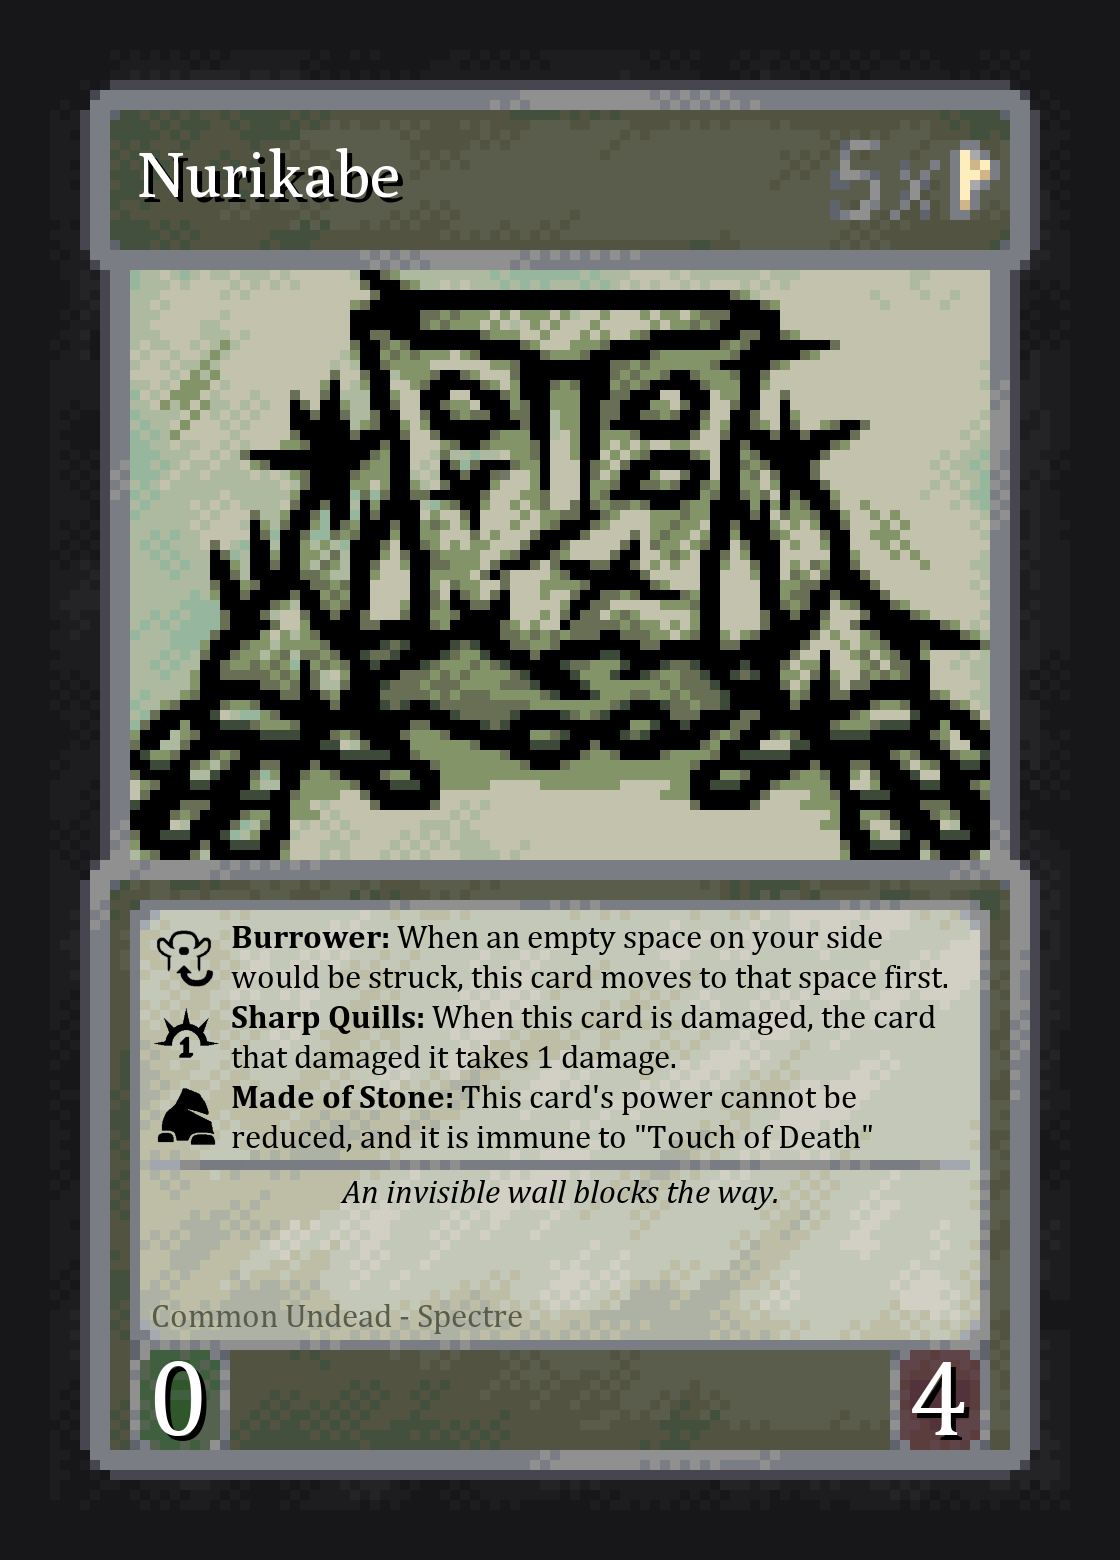 Nurikabe 5x
Burrower: When an empty space on your side
would be struck, this card moves to that space first.
Sharp Quills: When this card is damaged, the card
1 that damaged it takes 1 damage.
Made of Stone: This card's power cannot be
reduced, and it is immune to "Touch of Death"
An invisible wall blocks the way.
Common Undead - Spectre
0 4